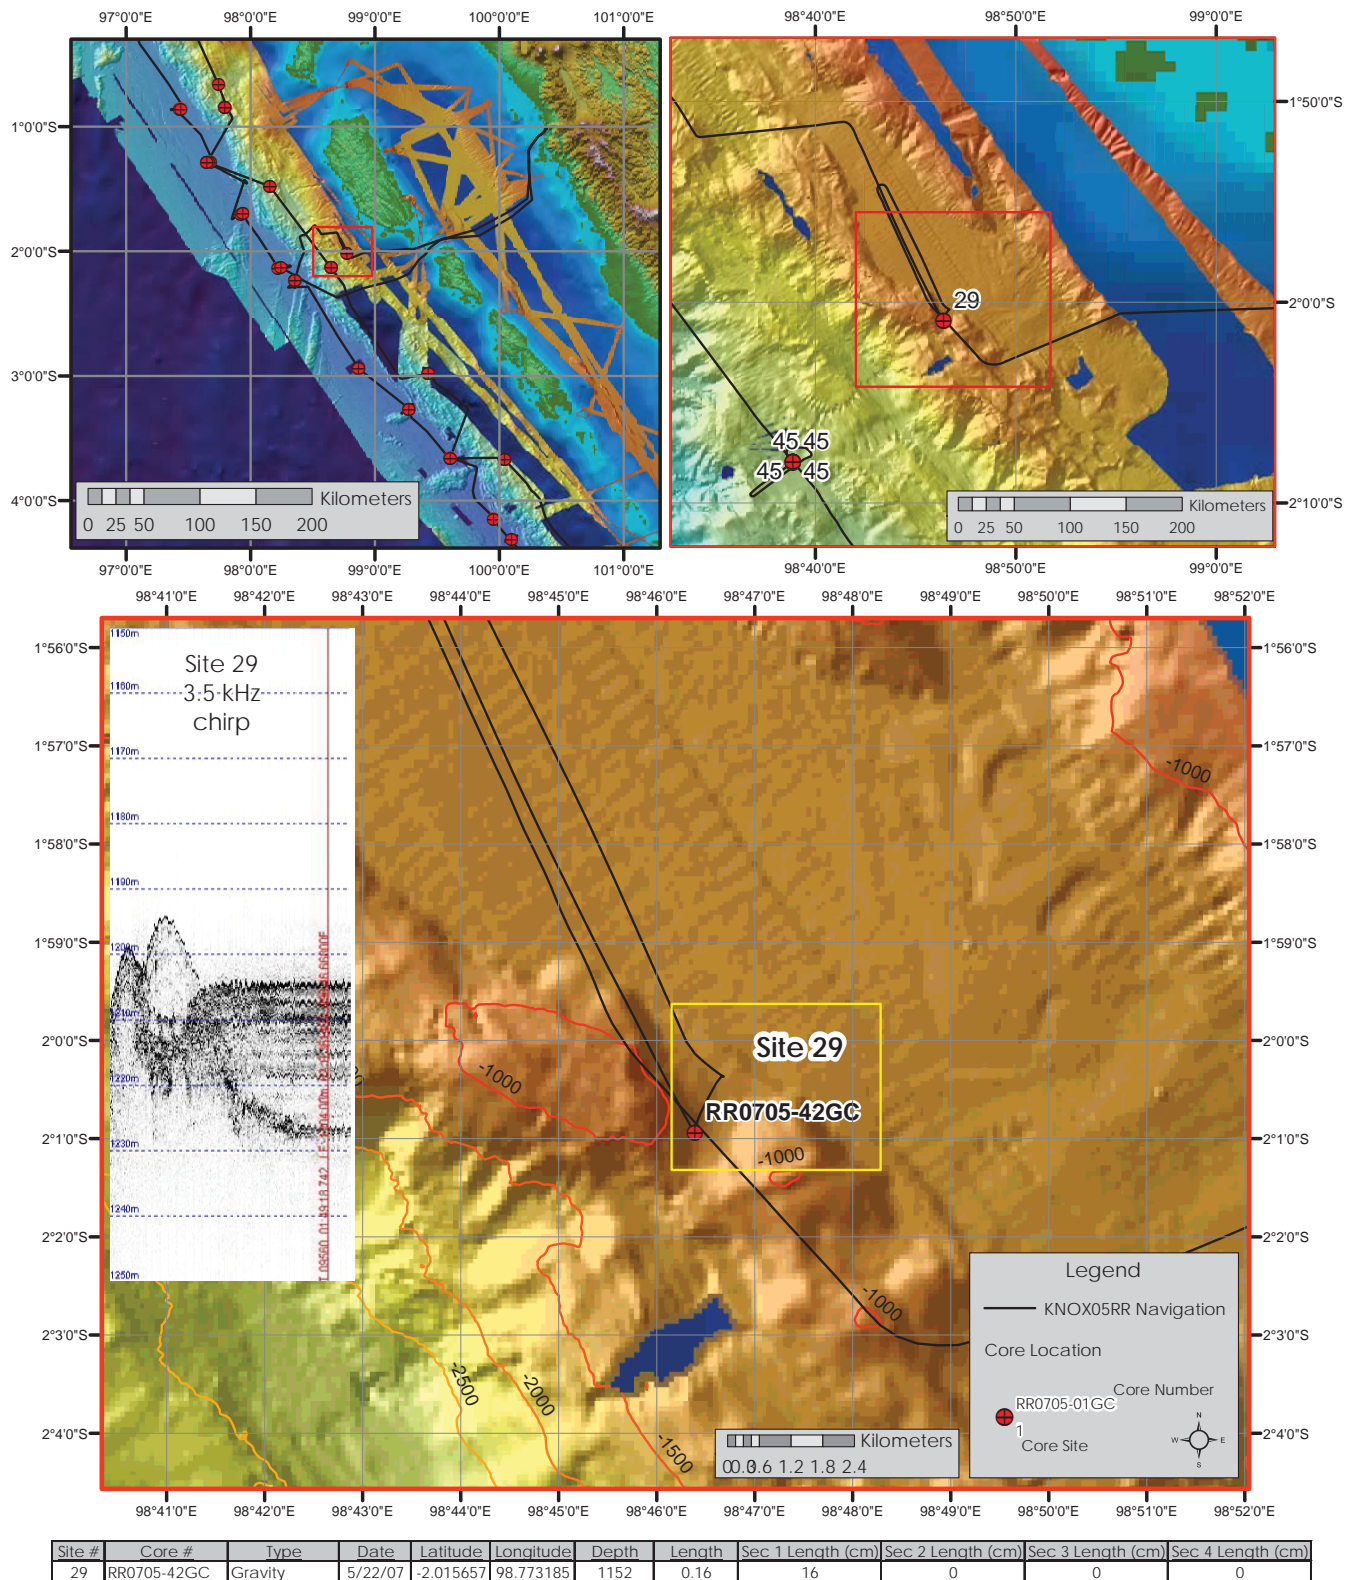 97°0'0"E 98°0'0"E 99°0'0"E 100°0'0"E 101°0'0"E
1°0'0"S
2°0'0"S
3°0'0"S
4°0'0"S
Kilometers
0 25 50 100 150 200
97°0'0"E 98°0'0"E 99°0'0"E 100°0'0"E 101°0'0"E
98°40'0"E 98°50'0"E 99°0'0"E
1°50'0"S
2°0'0"S
2°10'0"S
29
45 45
45 45
Kilometers
0 25 50 100 150 200
98°40'0"E 98°50'0"E 99°0'0"E
98°41'0"E 98°42'0"E 98°43'0"E 98°44'0"E 98°45'0"E 98°46'0"E 98°47'0"E 98°48'0"E 98°49'0"E 98°50'0"E 98°51'0"E 98°52'0"E
1°56'0"S 1°56'0"S
1°57'0"S 1°57'0"S
1°58'0"S 1°58'0"S
1°59'0"S 1°59'0"S
2°0'0"S 2°0'0"S
2°1'0"S 2°1'0"S
2°2'0"S 2°2'0"S
2°3'0"S 2°3'0"S
2°4'0"S 2°4'0"S
Site 29
3.5 kHz
chirp
1150m
1160m
1170m
1180m
1190m
1200m
1210m
1220m
1230m
1240m
1250m
-1000
-1000
Site 29
RR0705-42GC
-1000
-1000
-2500
-2000
-1500
Kilometers
0 0.3 0.6 1.2 1.8 2.4
Legend
KNOX05RR Navigation
Core Location
Core Number
RR0705-01GC
1
Core Site
N
W E
S
98°41'0"E 98°42'0"E 98°43'0"E 98°44'0"E 98°45'0"E 98°46'0"E 98°47'0"E 98°48'0"E 98°49'0"E 98°50'0"E 98°51'0"E 98°52'0"E
Site # Core # Type Date Latitude Longitude Depth Length Sec 1 Length (cm) Sec 2 Length (cm) Sec 3 Length (cm) Sec 4 Length (cm)
29 RR0705-42GC Gravity 5/22/07 -2.015657 98.773185 1152 0.16 16 0 0 0